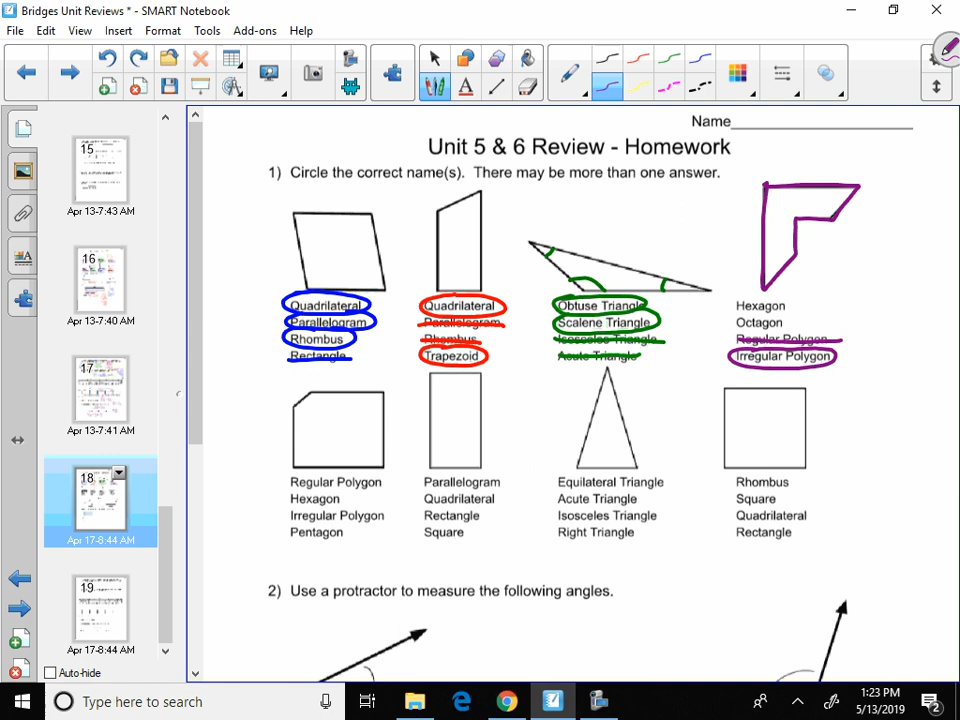 Bridges Unit Reviews * - SMART Notebook
File Edit View Insert Format Tools Add-ons Help
Name
Unit 5 & 6 Review - Homework
1) Circle the correct name(s). There may be more than one answer.
Quadrilateral Quadrilateral Obtuse Triangle Hexagon
Parallelogram Parallelogram Scalene Triangle Octagon
Rhombus Rhombus Isosceles Triangle Regular Polygon
Rectangle Trapezoid Acute Triangle Irregular Polygon
Regular Polygon Parallelogram Equilateral Triangle Rhombus
Hexagon Quadrilateral Acute Triangle Square
Irregular Polygon Rectangle Isosceles Triangle Quadrilateral
Pentagon Square Right Triangle Rectangle
2) Use a protractor to measure the following angles.
15
Apr 13-7:43 AM
16
Apr 13-7:40 AM
17
Apr 13-7:41 AM
18
Apr 17-8:44 AM
19
Apr 17-8:44 AM
Auto-hide
Type here to search
1:23 PM
5/13/2019
2